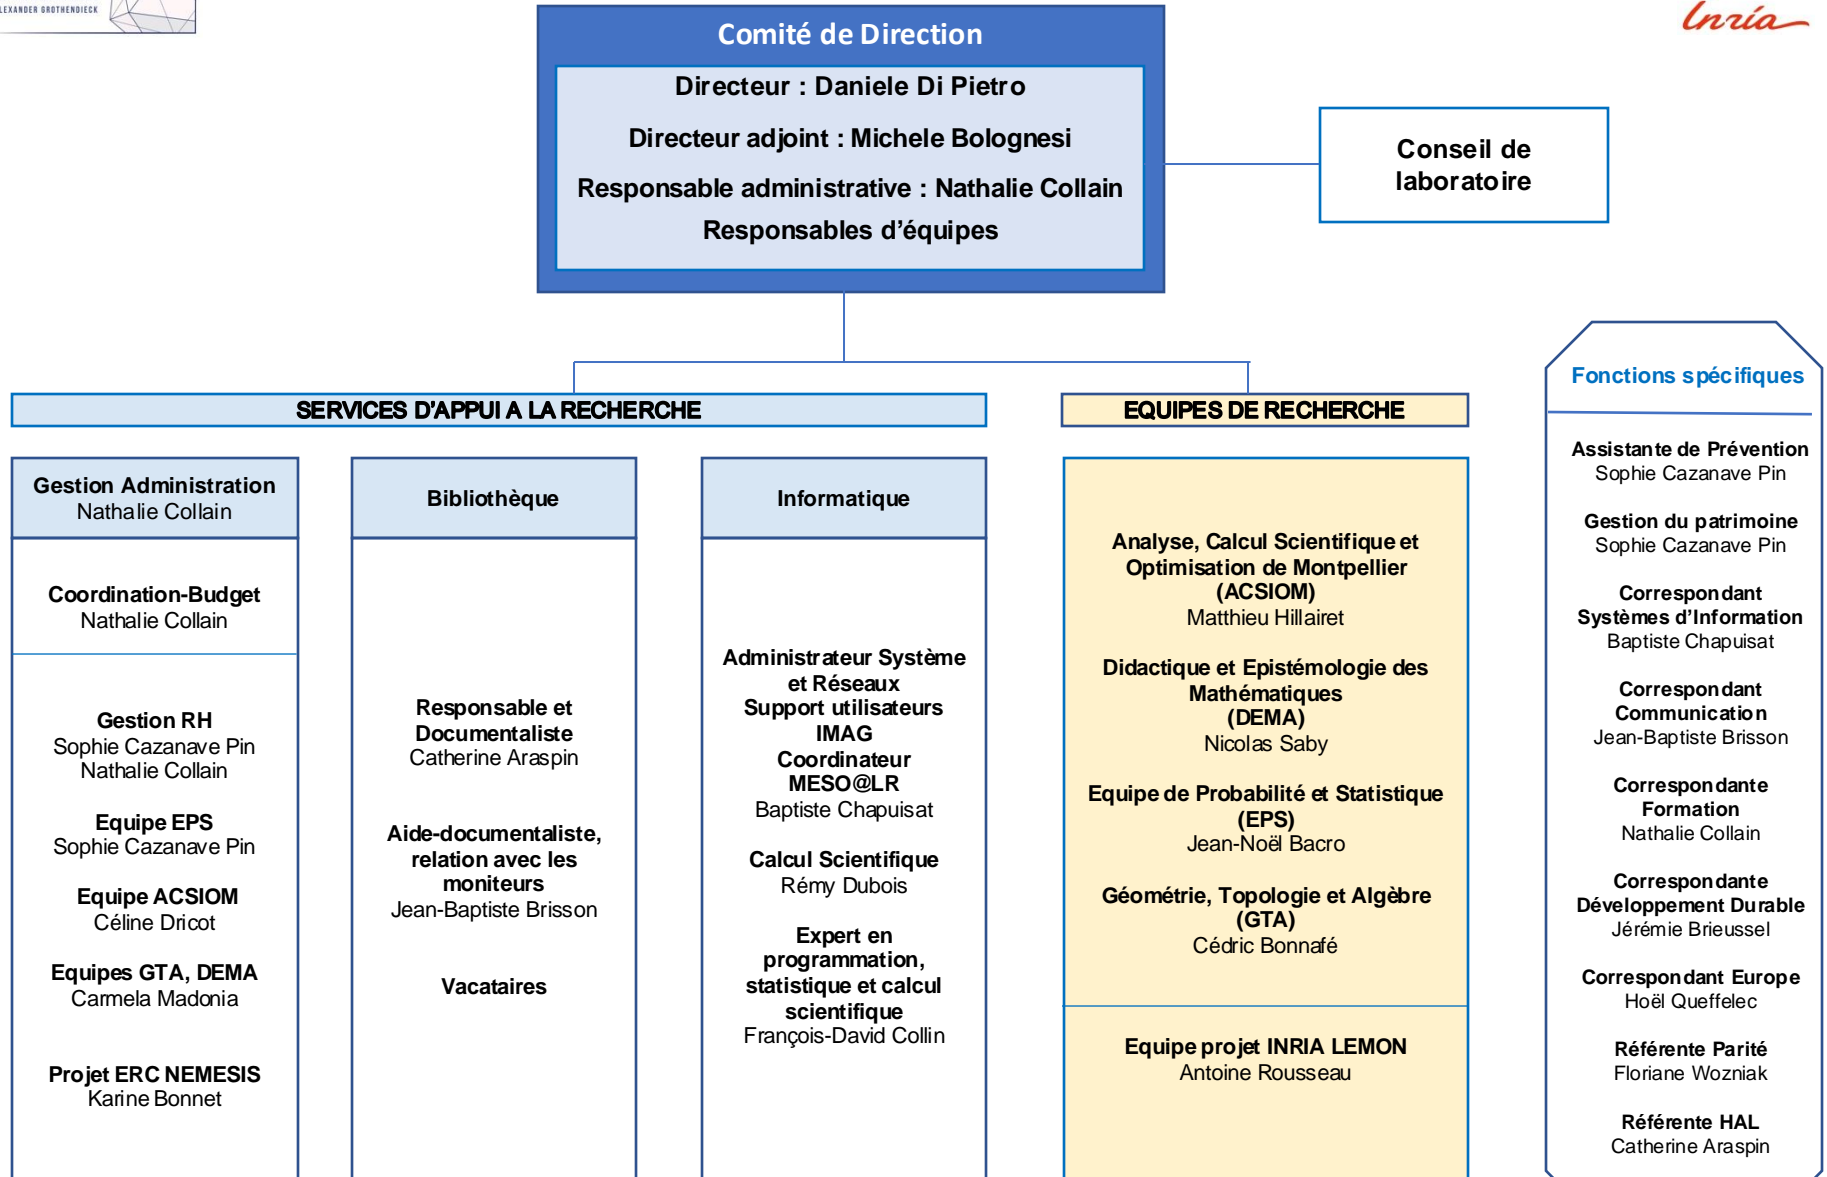 LEXANDER GROTHENDIECK
Inría
Comité de Direction
Directeur : Daniele Di Pietro
Directeur adjoint : Michele Bolognesi
Responsable administrative : Nathalie Collain
Responsables d’équipes
Conseil de
laboratoire
SERVICES D'APPUI A LA RECHERCHE
Gestion Administration
Nathalie Collain
Coordination-Budget
Nathalie Collain
Gestion RH
Sophie Cazanave Pin
Nathalie Collain
Equipe EPS
Sophie Cazanave Pin
Equipe ACSIOM
Céline Dricot
Equipes GTA, DEMA
Carmela Madonia
Projet ERC NEMESIS
Karine Bonnet
Bibliothèque
Responsable et
Documentaliste
Catherine Araspin
Aide-documentaliste,
relation avec les
moniteurs
Jean-Baptiste Brisson
Vacataires
Informatique
Administrateur Système
et Réseaux
Support utilisateurs
IMAG
Coordinateur
MESO@LR
Baptiste Chapuisat
Calcul Scientifique
Rémy Dubois
Expert en
programmation,
statistique et calcul
scientifique
François-David Collin
EQUIPES DE RECHERCHE
Analyse, Calcul Scientifique et
Optimisation de Montpellier
(ACSIOM)
Matthieu Hillairet
Didactique et Epistémologie des
Mathématiques
(DEMA)
Nicolas Saby
Equipe de Probabilité et Statistique
(EPS)
Jean-Noël Bacro
Géométrie, Topologie et Algèbre
(GTA)
Cédric Bonnafé
Equipe projet INRIA LEMON
Antoine Rousseau
Fonctions spécifiques
Assistante de Prévention
Sophie Cazanave Pin
Gestion du patrimoine
Sophie Cazanave Pin
Correspondant
Systèmes d’Information
Baptiste Chapuisat
Correspondant
Communication
Jean-Baptiste Brisson
Correspondante
Formation
Nathalie Collain
Correspondante
Développement Durable
Jérémie Brieussel
Correspondant Europe
Hoël Queffelec
Référente Parité
Floriane Wozniak
Référente HAL
Catherine Araspin